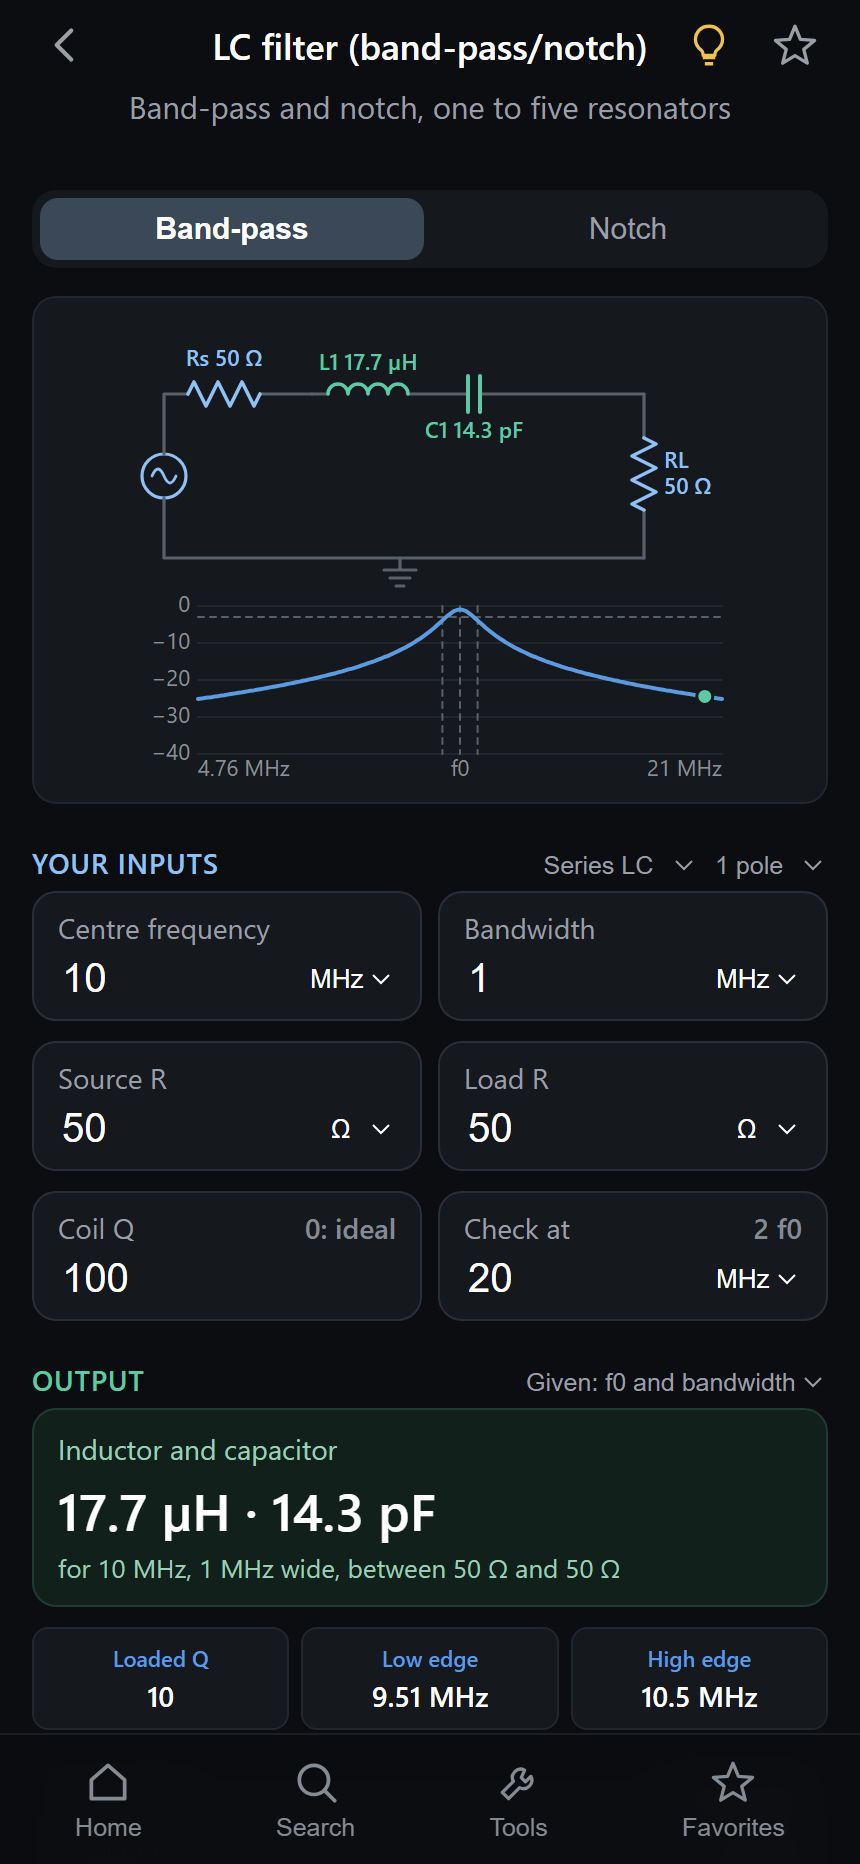 LC filter (band-pass/notch)
Band-pass and notch, one to five resonators
Band-pass
Notch
Rs 50 Ω
L1 17.7 µH
C1 14.3 pF
RL
50 Ω
0
−10
−20
−30
−40
4.76 MHz
f0
21 MHz
YOUR INPUTS
Series LC
1 pole
Centre frequency
10
MHz
Bandwidth
1
MHz
Source R
50
Ω
Load R
50
Ω
Coil Q
0: ideal
100
Check at
2 f0
20
MHz
OUTPUT
Given: f0 and bandwidth
Inductor and capacitor
17.7 µH · 14.3 pF
for 10 MHz, 1 MHz wide, between 50 Ω and 50 Ω
Loaded Q
10
Low edge
9.51 MHz
High edge
10.5 MHz
Home
Search
Tools
Favorites